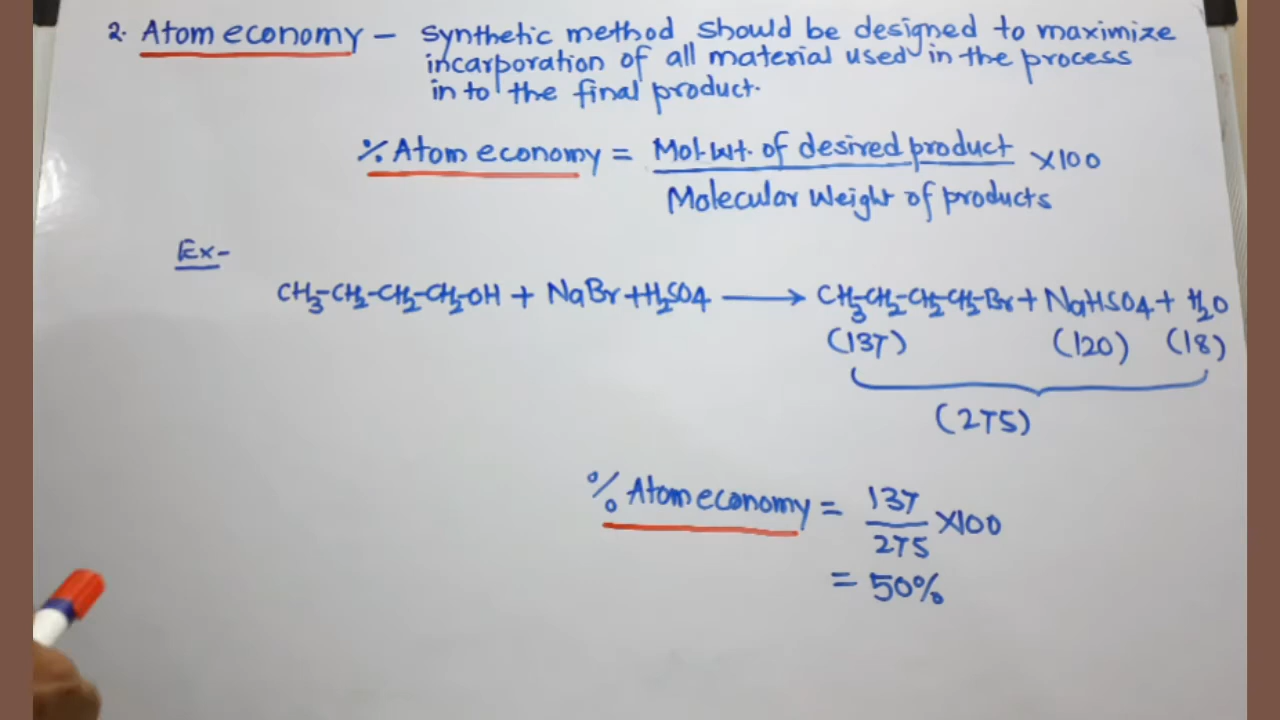 2. Atom economy – Synthetic method should be designed to maximize
incarporation of all material used in the process
in to the final product.
% Atom economy = Mol. wt. of desired product ×100
Molecular Weight of products
Ex-
CH3-CH2-CH2-CH2-OH + NaBr + H2SO4 ⟶ CH3-CH2-CH2-CH2-Br + NaHSO4 + H2O
(137) (120) (18)
(275)
% Atom economy = 137 ×100
275
= 50%